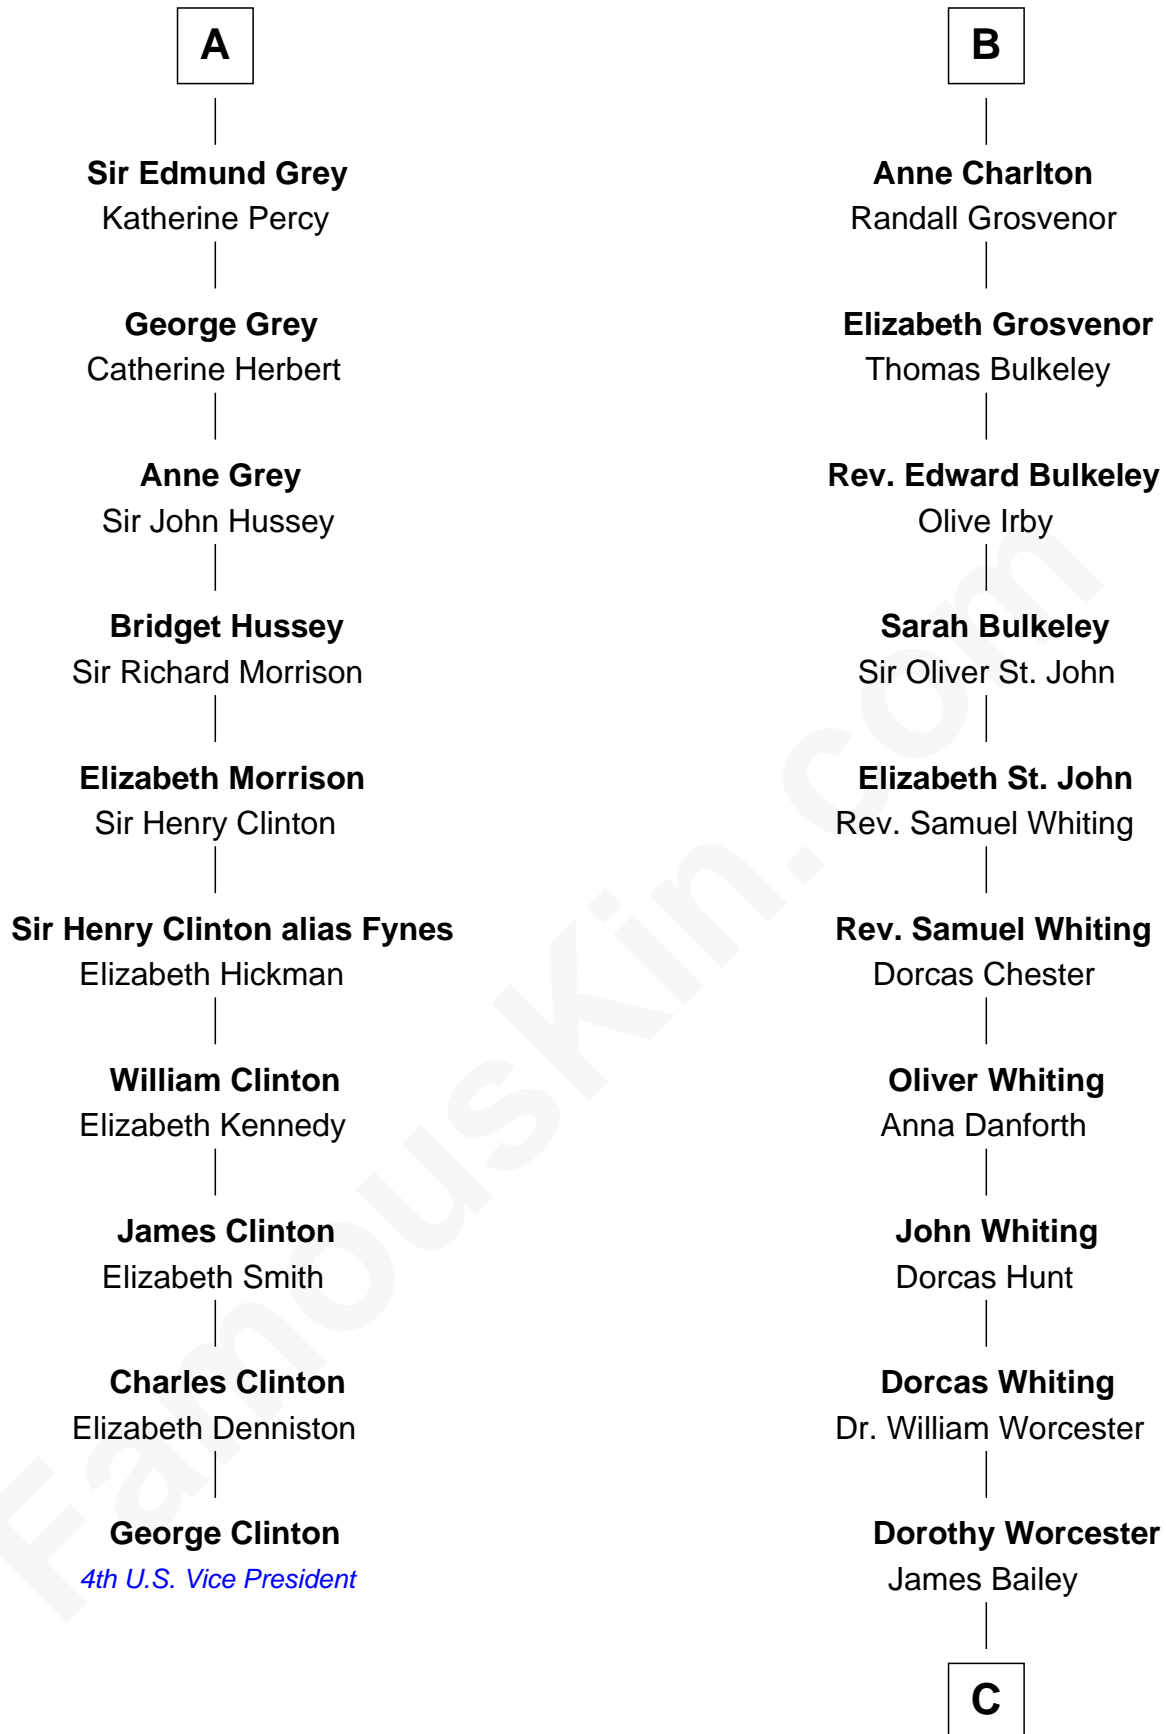 A
Sir Edmund Grey
Katherine Percy
George Grey
Catherine Herbert
Anne Grey
Sir John Hussey
Bridget Hussey
Sir Richard Morrison
Elizabeth Morrison
Sir Henry Clinton
Sir Henry Clinton alias Fynes
Elizabeth Hickman
William Clinton
Elizabeth Kennedy
James Clinton
Elizabeth Smith
Charles Clinton
Elizabeth Denniston
George Clinton
4th U.S. Vice President
B
Anne Charlton
Randall Grosvenor
Elizabeth Grosvenor
Thomas Bulkeley
Rev. Edward Bulkeley
Olive Irby
Sarah Bulkeley
Sir Oliver St. John
Elizabeth St. John
Rev. Samuel Whiting
Rev. Samuel Whiting
Dorcas Chester
Oliver Whiting
Anna Danforth
John Whiting
Dorcas Hunt
Dorcas Whiting
Dr. William Worcester
Dorothy Worcester
James Bailey
C
FamousKin.com